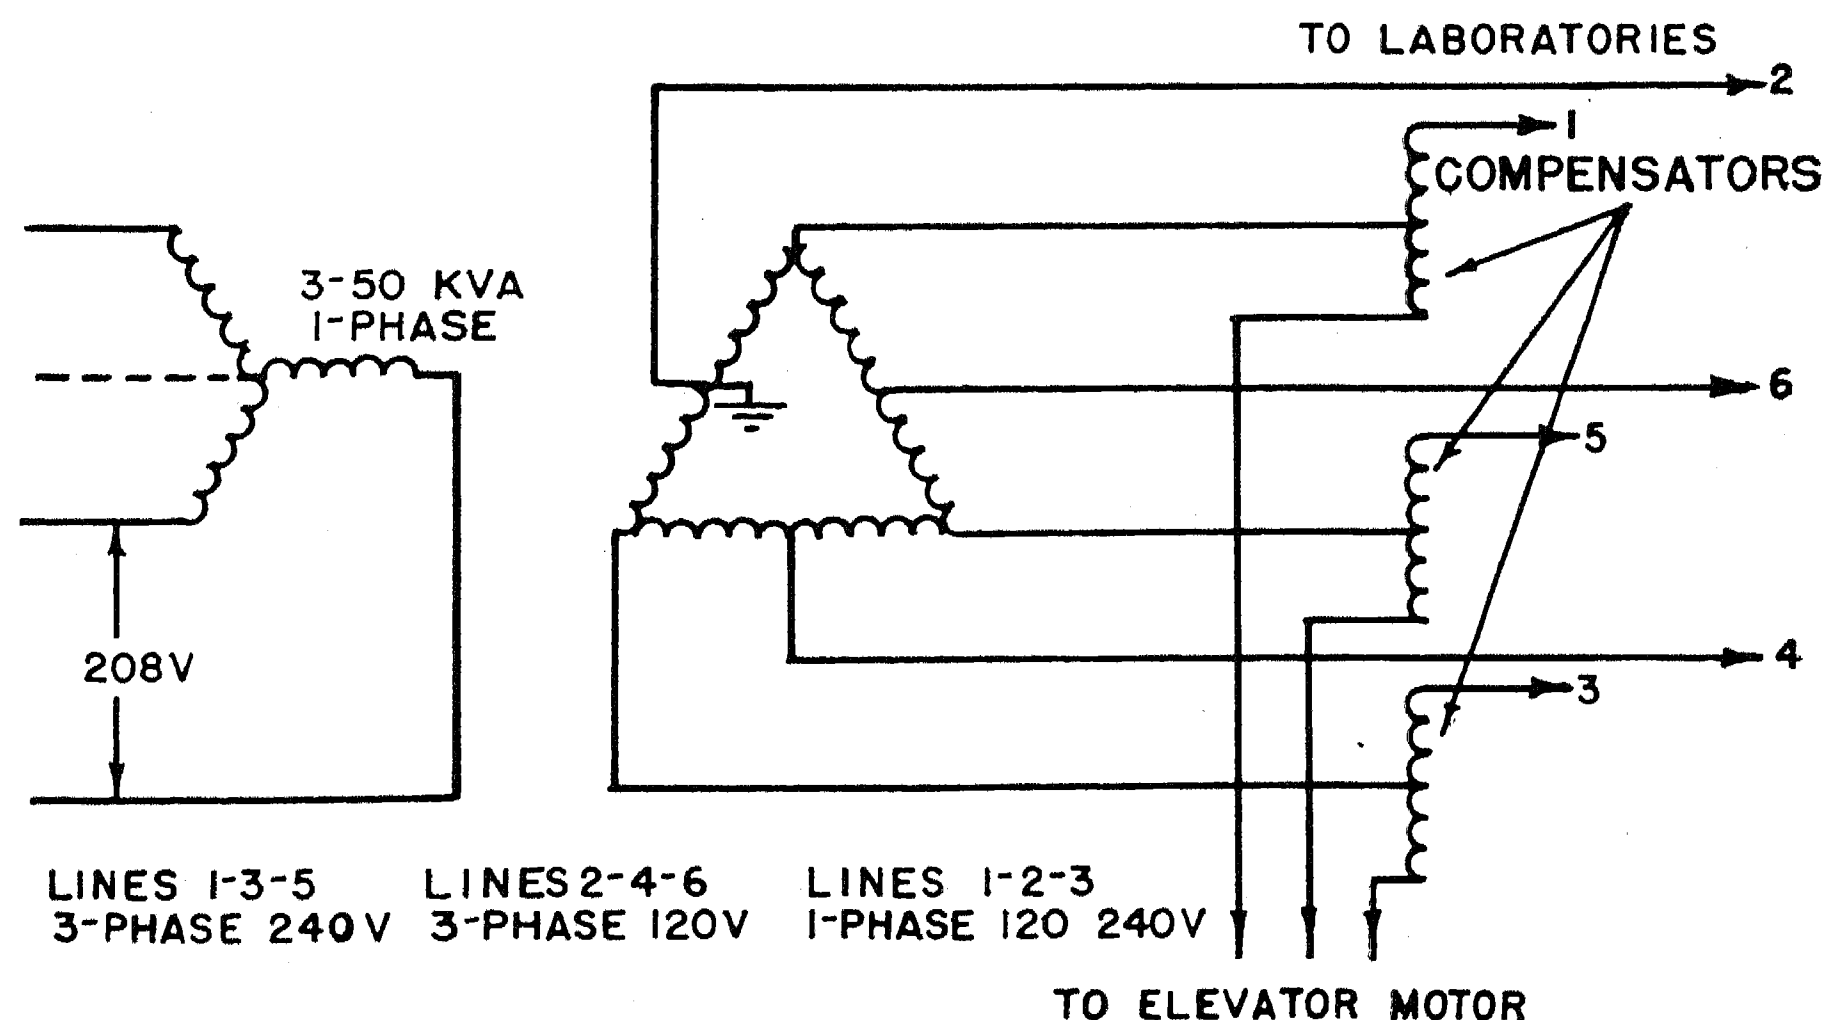 TO LABORATORIES
2
1
COMPENSATORS
3-50 KVA
1-PHASE
6
5
208V
4
3
LINES 1-3-5
3-PHASE 240V
LINES 2-4-6
3-PHASE 120V
LINES 1-2-3
1-PHASE 120 240V
TO ELEVATOR MOTOR